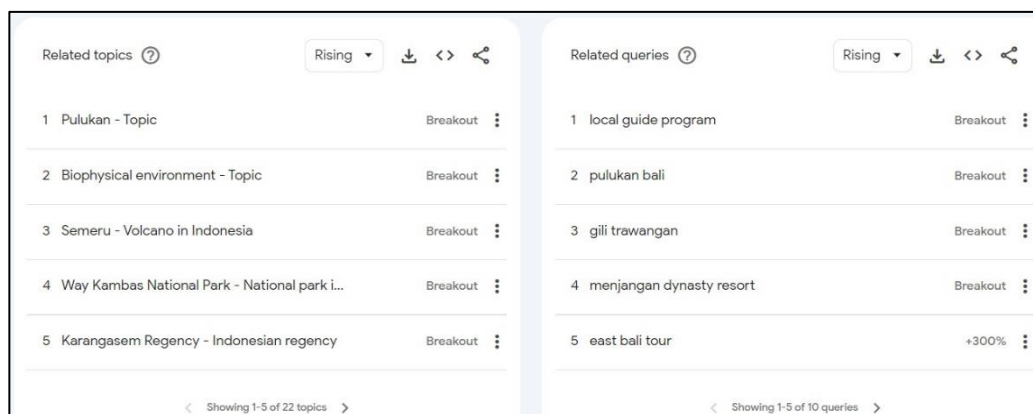 Related topics
Rising
1 Pulukan - Topic Breakout
2 Biophysical environment - Topic Breakout
3 Semeru - Volcano in Indonesia Breakout
4 Way Kambas National Park - National park i... Breakout
5 Karangasem Regency - Indonesian regency Breakout
Showing 1-5 of 22 topics
Related queries
Rising
1 local guide program Breakout
2 pulukan bali Breakout
3 gili trawangan Breakout
4 menjangan dynasty resort Breakout
5 east bali tour +300%
Showing 1-5 of 10 queries